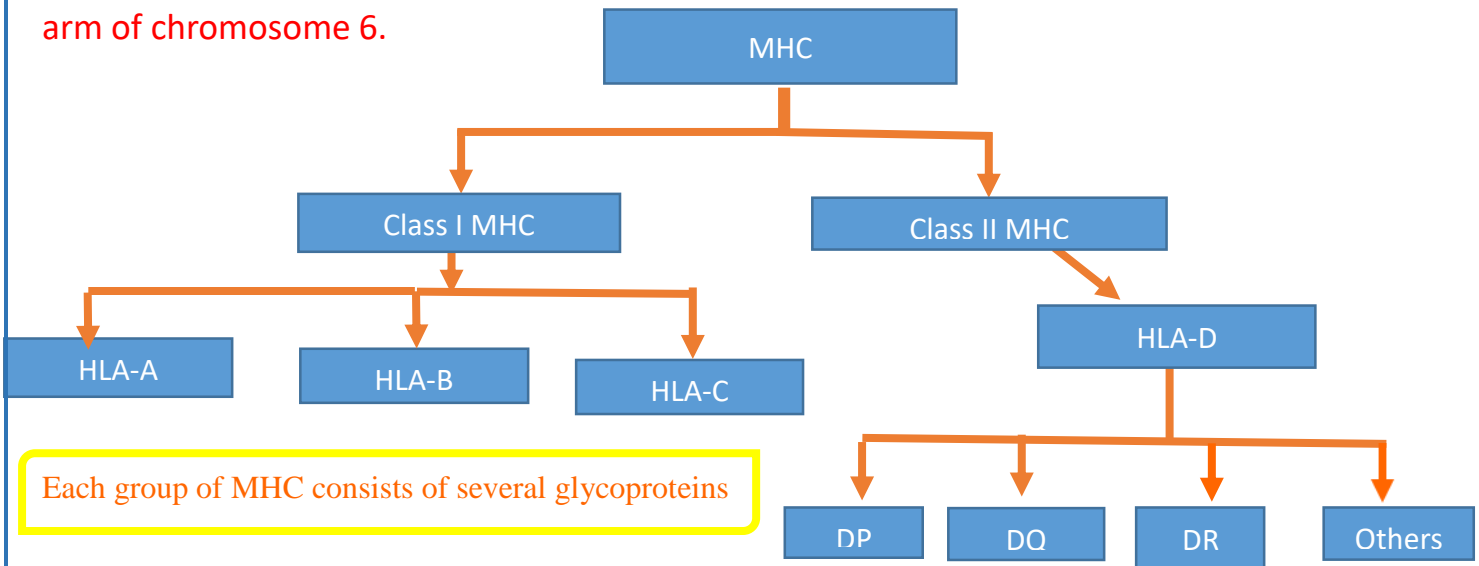 arm of chromosome 6.
MHC
Class I MHC
Class II MHC
HLA-D
HLA-A
HLA-B
HLA-C
Each group of MHC consists of several glycoproteins
DP
DQ
DR
Others